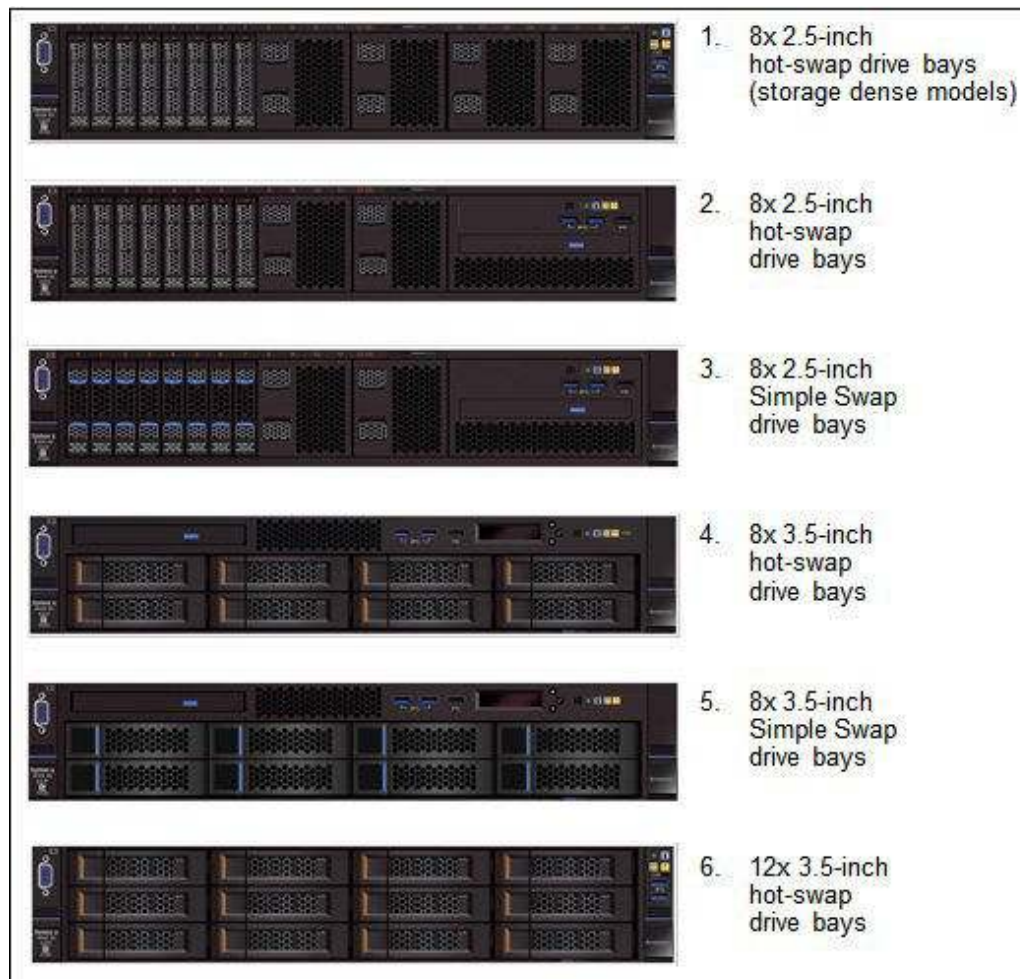 1. 8x 2.5-inch
hot-swap drive bays
(storage dense models)
2. 8x 2.5-inch
hot-swap
drive bays
3. 8x 2.5-inch
Simple Swap
drive bays
4. 8x 3.5-inch
hot-swap
drive bays
5. 8x 3.5-inch
Simple Swap
drive bays
6. 12x 3.5-inch
hot-swap
drive bays